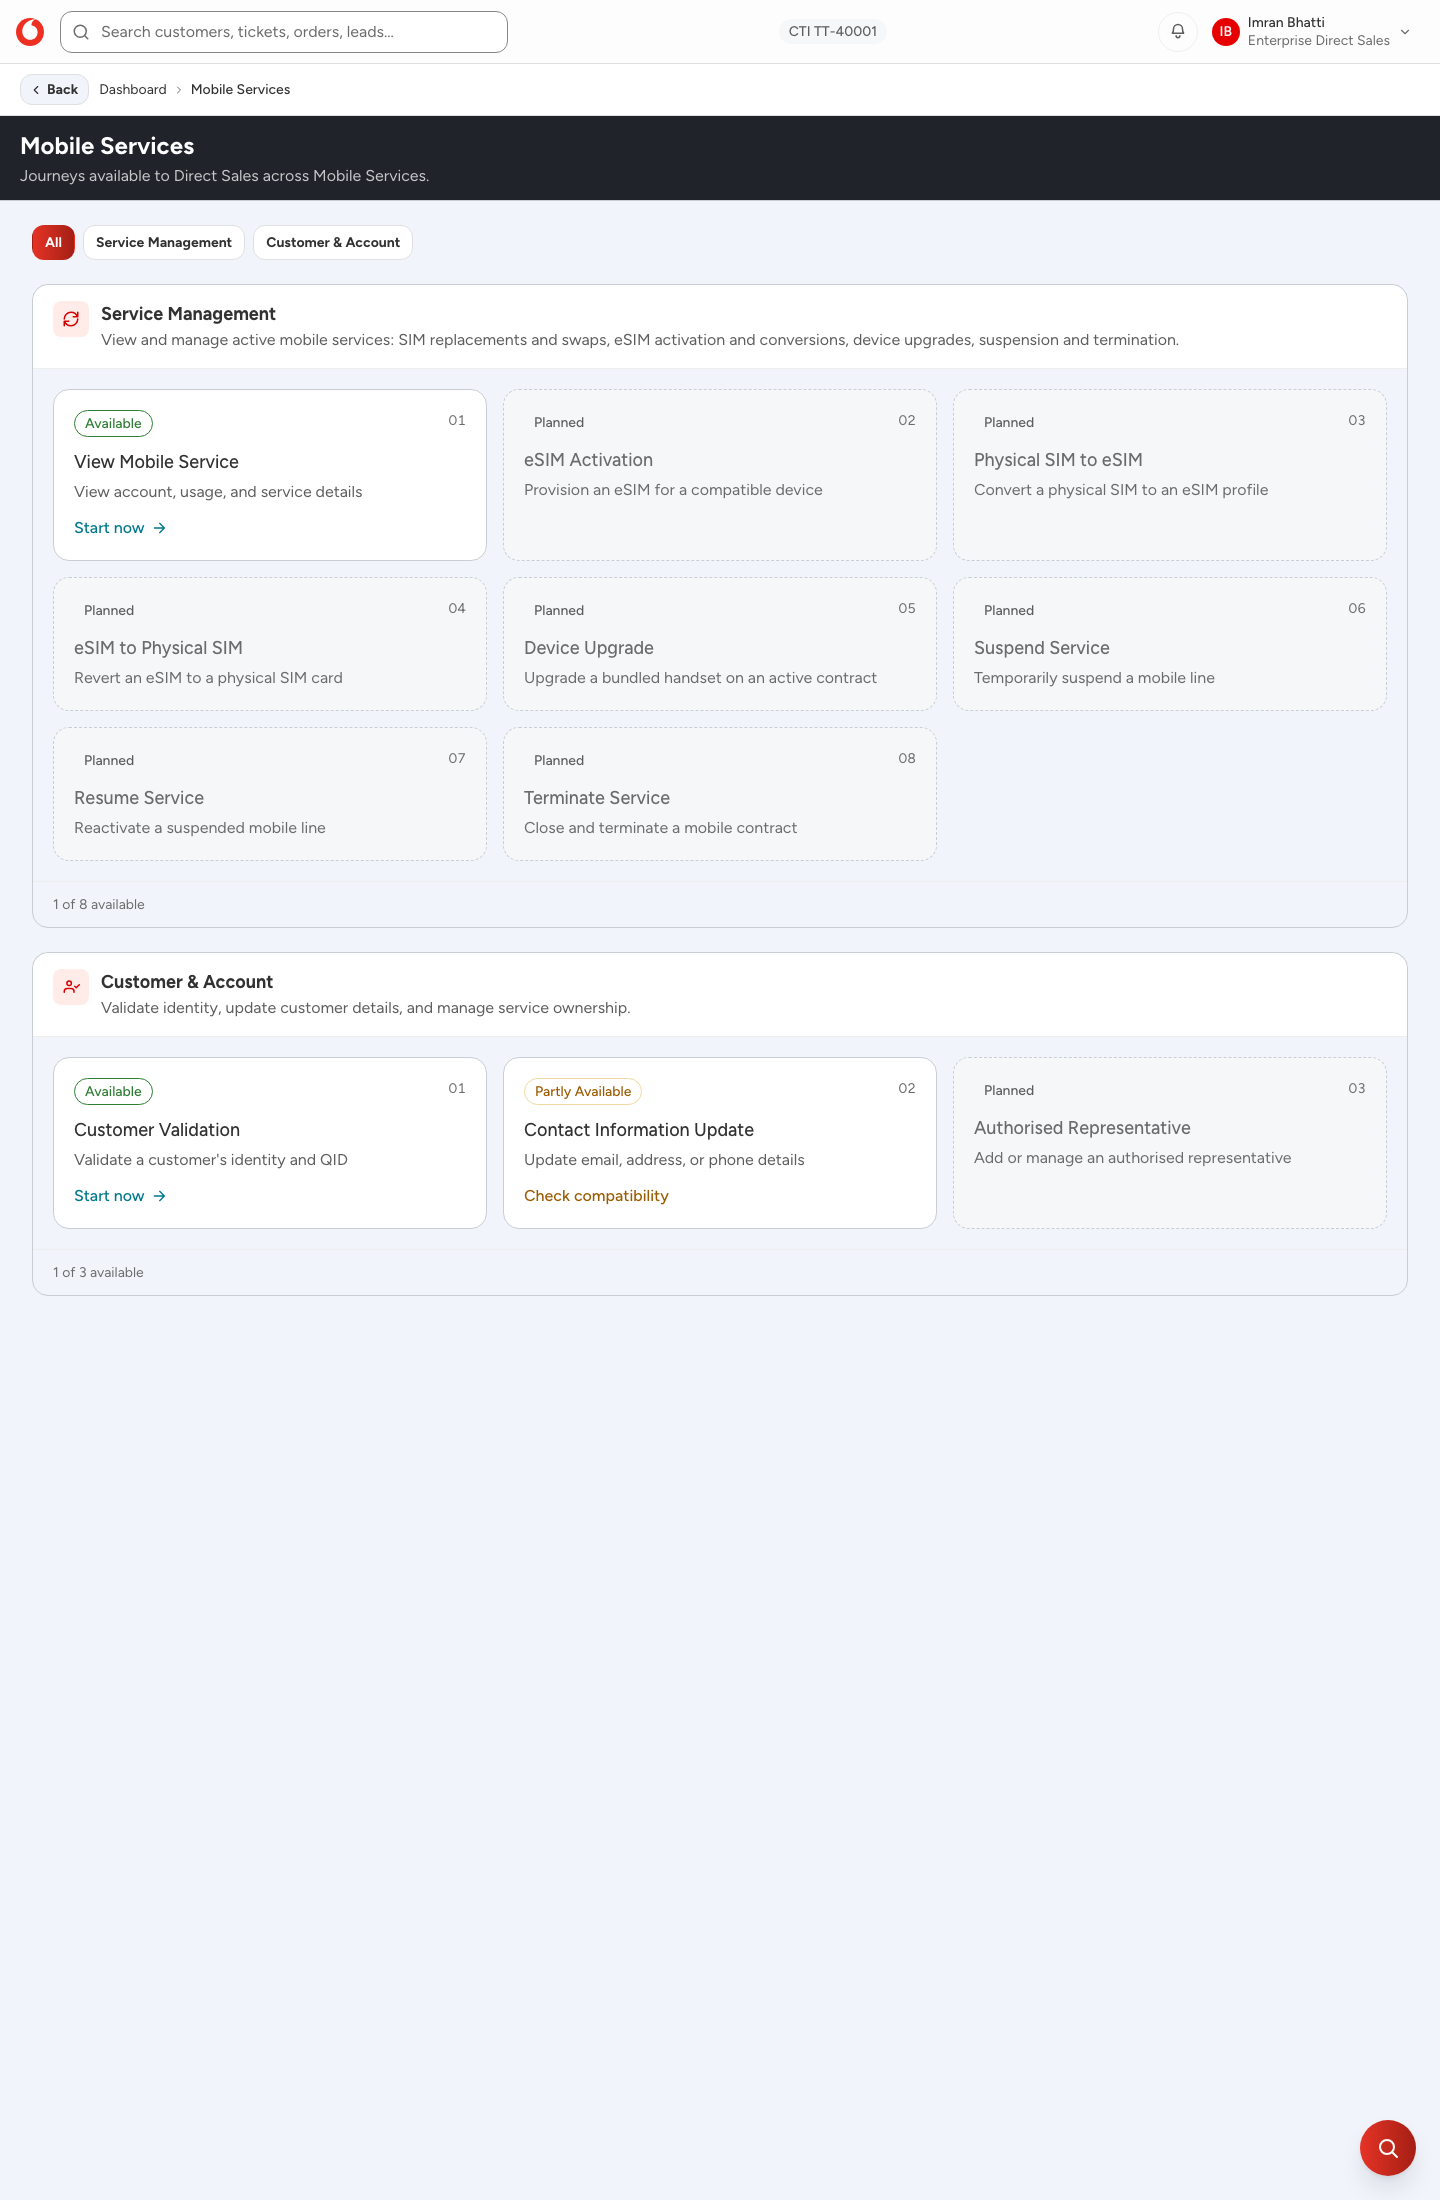 Search customers, tickets, orders, leads...
CTI TT-40001
IB
Imran Bhatti
Enterprise Direct Sales
Back
Dashboard
Mobile Services
Mobile Services
Journeys available to Direct Sales across Mobile Services.
All
Service Management
Customer & Account
Service Management
View and manage active mobile services: SIM replacements and swaps, eSIM activation and conversions, device upgrades, suspension and termination.
Available
01
View Mobile Service
View account, usage, and service details
Start now
Planned
02
eSIM Activation
Provision an eSIM for a compatible device
Planned
03
Physical SIM to eSIM
Convert a physical SIM to an eSIM profile
Planned
04
eSIM to Physical SIM
Revert an eSIM to a physical SIM card
Planned
05
Device Upgrade
Upgrade a bundled handset on an active contract
Planned
06
Suspend Service
Temporarily suspend a mobile line
Planned
07
Resume Service
Reactivate a suspended mobile line
Planned
08
Terminate Service
Close and terminate a mobile contract
1 of 8 available
Customer & Account
Validate identity, update customer details, and manage service ownership.
Available
01
Customer Validation
Validate a customer's identity and QID
Start now
Partly Available
02
Contact Information Update
Update email, address, or phone details
Check compatibility
Planned
03
Authorised Representative
Add or manage an authorised representative
1 of 3 available